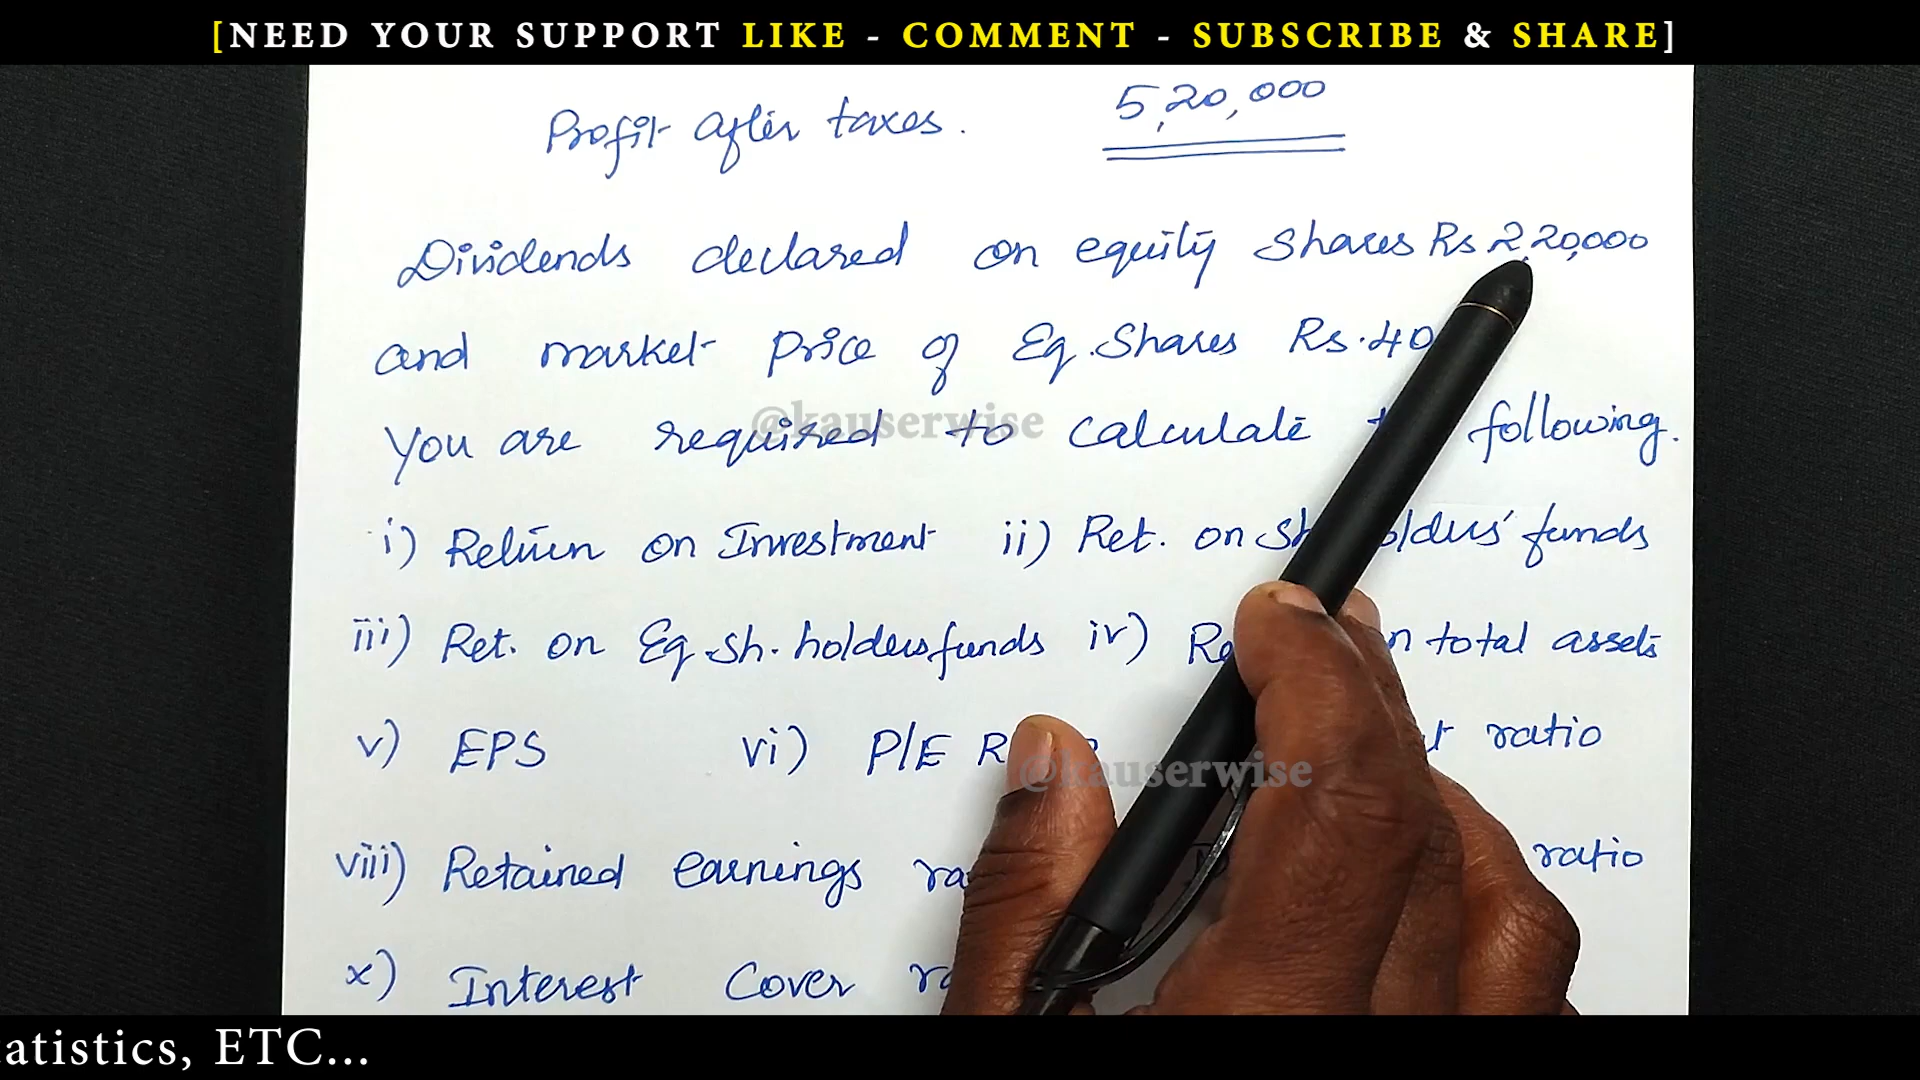 [NEED YOUR SUPPORT LIKE - COMMENT - SUBSCRIBE & SHARE]
Profit After taxes. 5,20,000
Dividends declared on equity Shares Rs 2,20,000
and market Price of Eq. Shares Rs. 40
@kauserwise
You are required to calculate following.
i) Return on Investment ii) Ret. on funds
iii) Ret. on Eq. sh. holders funds iv) total assets
v) EPS vi) P/E ratio
@kauserwise
viii) Retained earnings ratio
x) Interest Cover
atistics, ETC...